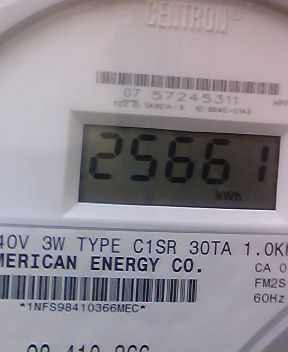 CENTRON®
07 57245311
25661
kWh
40V 3W TYPE C1SR 30TA 1.0K
MERICAN ENERGY CO.
CA 0
FM2S
60Hz
*1NFS98410366MEC*